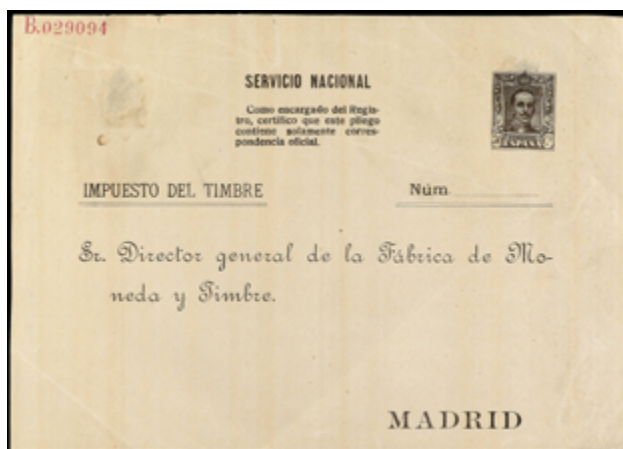 B.029094
SERVICIO NACIONAL
Como encargado del Regis-
tro, certifico que este pliego
contiene solamente corres-
pondencia oficial.
ESPAÑA
IMPUESTO DEL TIMBRE
Núm
Sr. Director general de la Fábrica de Mo-
neda y Timbre.
MADRID